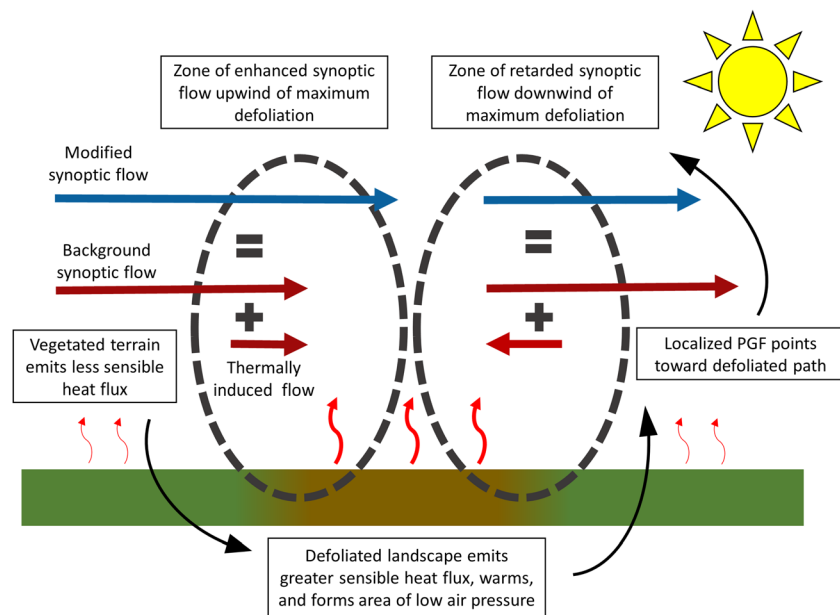 Zone of enhanced synoptic
flow upwind of maximum
defoliation
Zone of retarded synoptic
flow downwind of
maximum defoliation
Modified
synoptic flow
=
=
Background
synoptic flow
+
+
Vegetated terrain
emits less sensible
heat flux
Thermally
induced flow
Localized PGF points
toward defoliated path
Defoliated landscape emits
greater sensible heat flux, warms,
and forms area of low air pressure